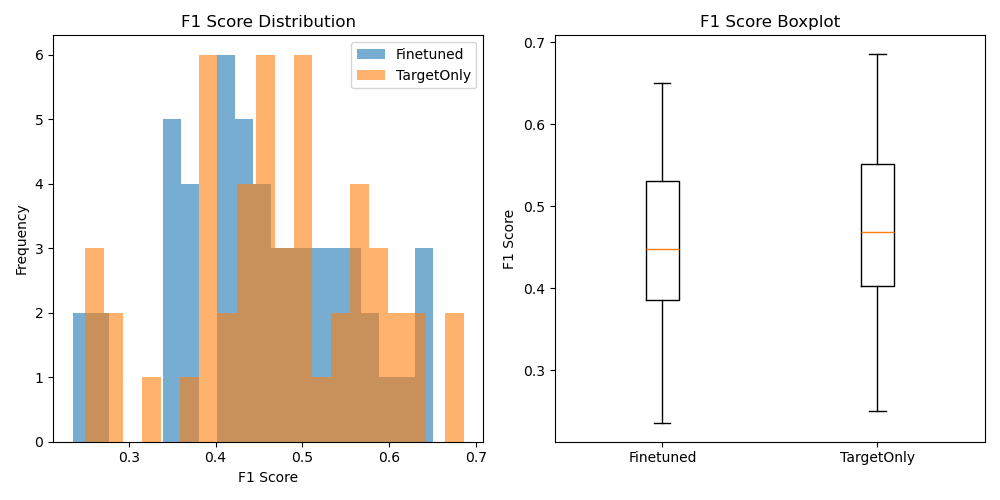 F1 Score Distribution
Finetuned
TargetOnly
Frequency
6
5
4
3
2
1
0
0.3 0.4 0.5 0.6 0.7
F1 Score
F1 Score Boxplot
F1 Score
0.7
0.6
0.5
0.4
0.3
Finetuned TargetOnly